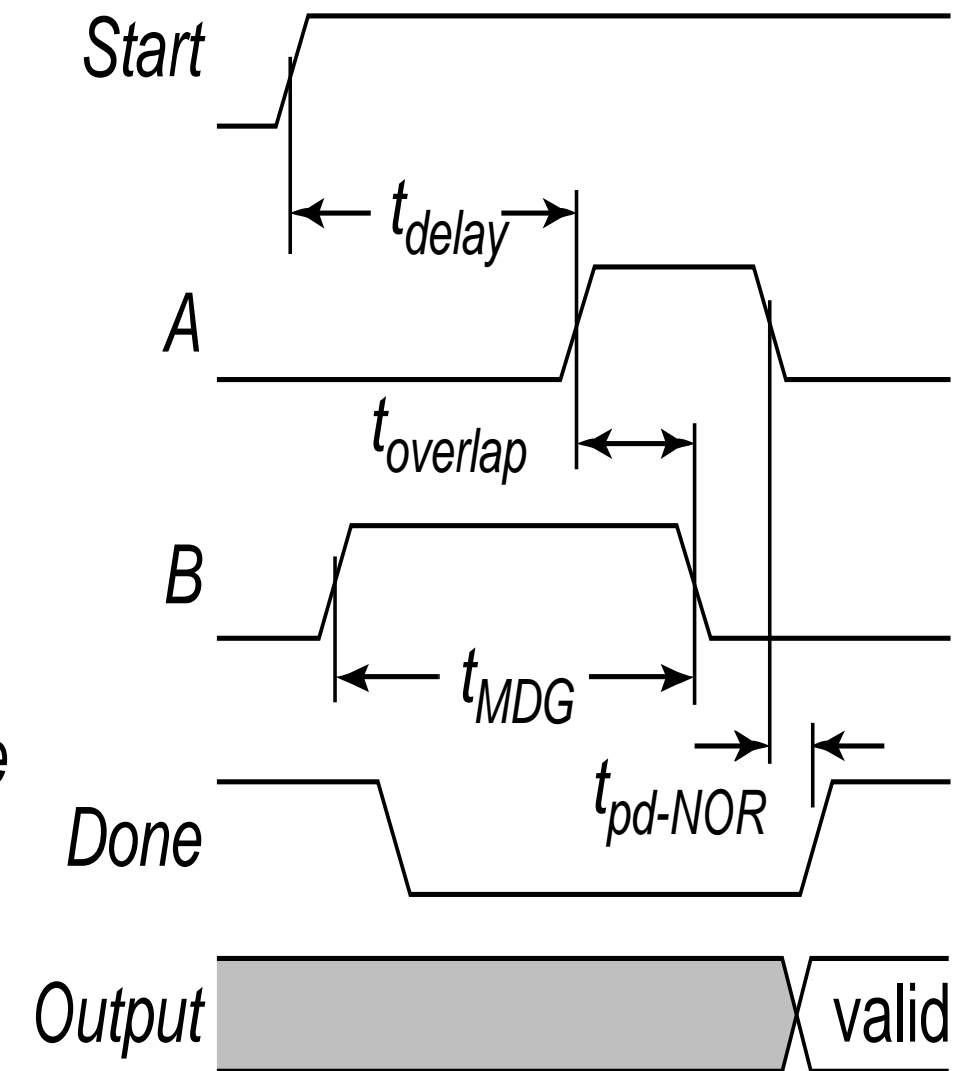 Start
t_delay
A
t_overlap
B
t_MDG
e
t_pd-NOR
Done
Output
valid